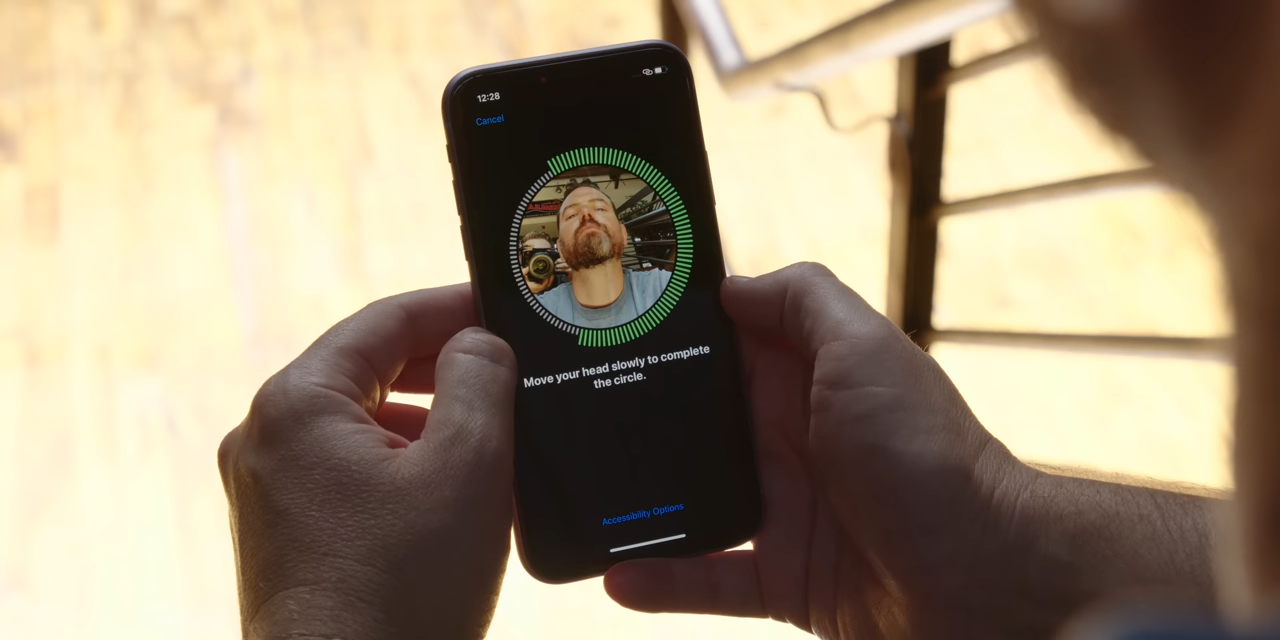 12:28
Cancel
Move your head slowly to complete
the circle.
Accessibility Options